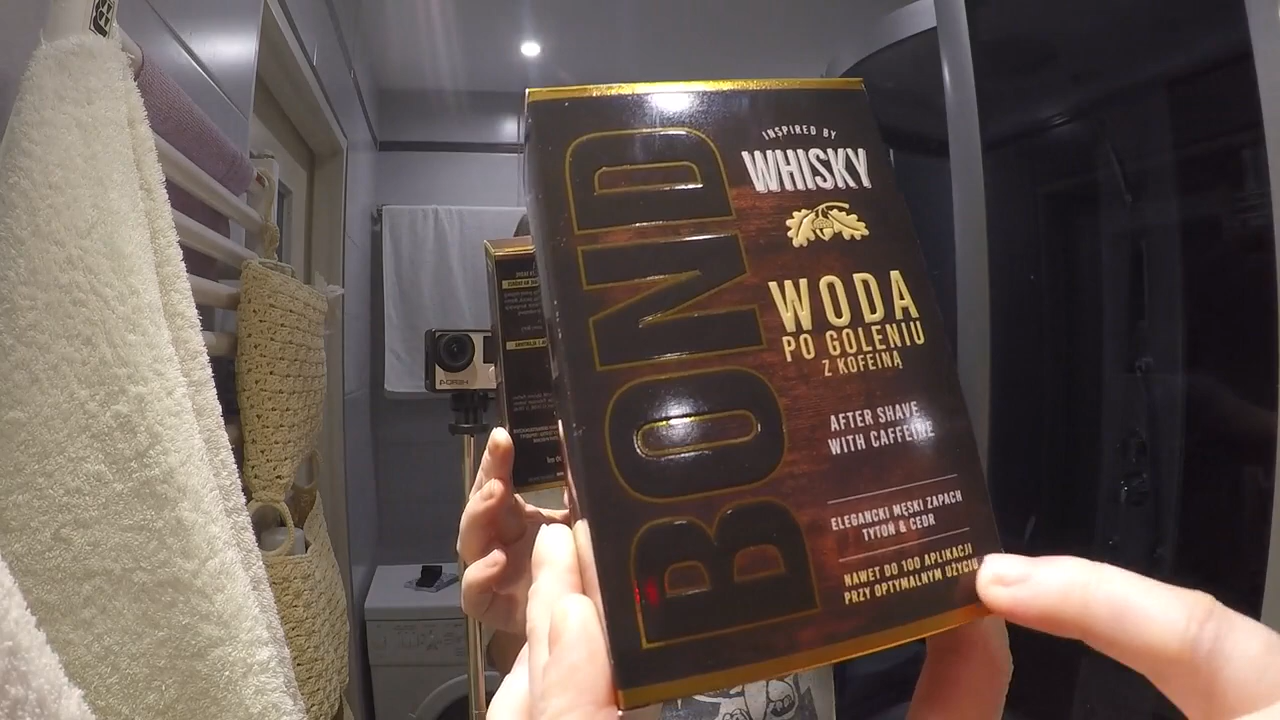 BOND
INSPIRED BY
WHISKY
WODA
PO GOLENIU
Z KOFEINĄ
AFTER SHAVE
WITH CAFFEINE
ELEGANCKI MĘSKI ZAPACH
TYTOŃ & CEDR
NAWET DO 100 APLIKACJI
PRZY OPTYMALNYM UŻYCIU